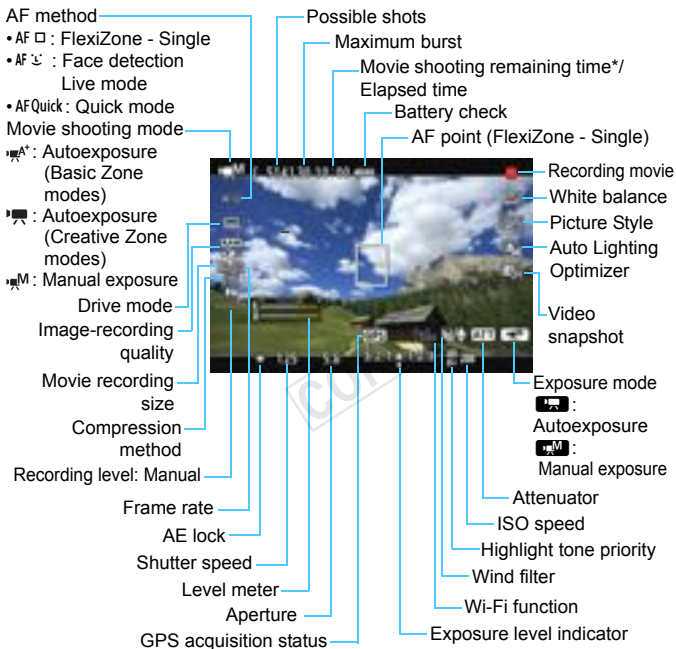 AF method
• AF □ : FlexiZone - Single
• AF : Face detection
Live mode
• AFQuick : Quick mode
Movie shooting mode
A+ : Autoexposure
(Basic Zone
modes)
: Autoexposure
(Creative Zone
modes)
M : Manual exposure
Drive mode
Image-recording
quality
Movie recording
size
Compression
method
Recording level: Manual
Frame rate
AE lock
Shutter speed
Level meter
Aperture
GPS acquisition status
Possible shots
Maximum burst
Movie shooting remaining time*/
Elapsed time
Battery check
AF point (FlexiZone - Single)
Recording movie
White balance
Picture Style
Auto Lighting
Optimizer
Video
snapshot
Exposure mode
:
Autoexposure
M :
Manual exposure
Attenuator
ISO speed
Highlight tone priority
Wind filter
Wi-Fi function
Exposure level indicator
M
GPS
ATT
125 5.6